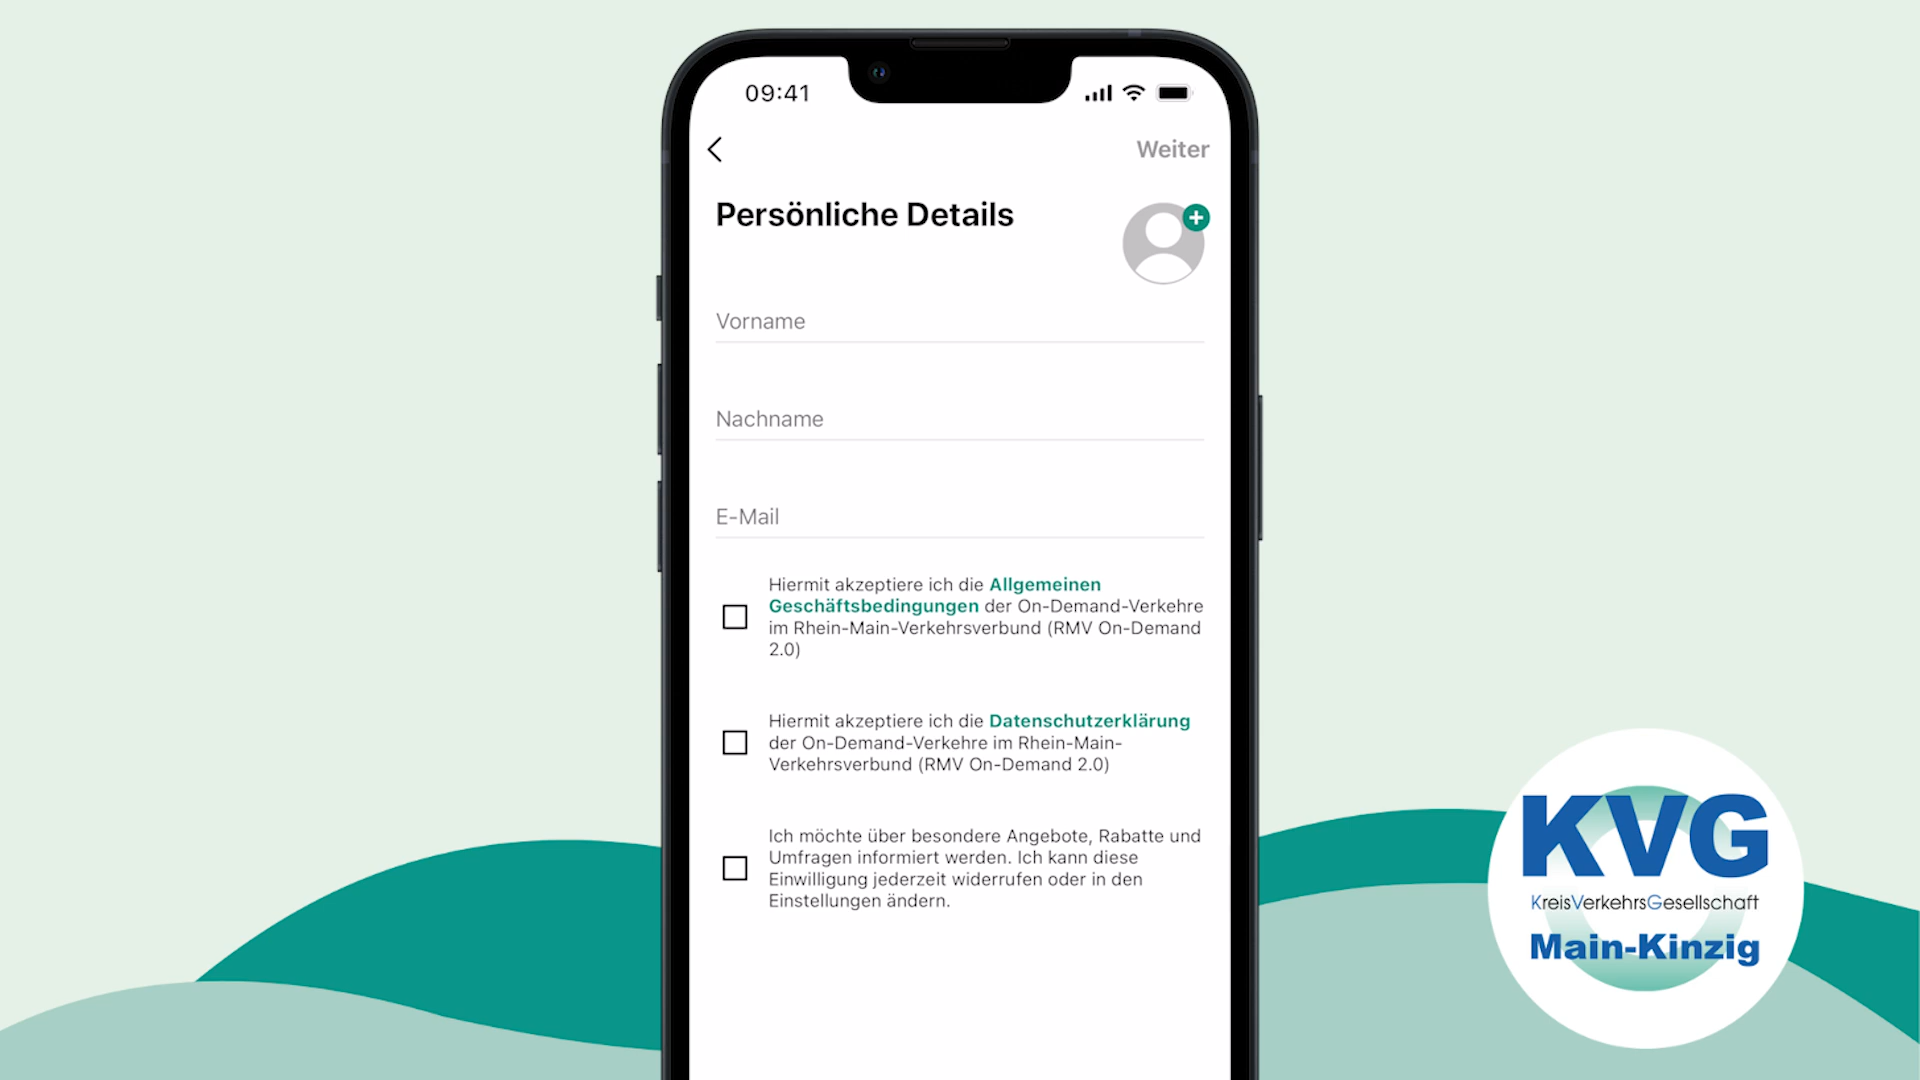 09:41
Weiter
Persönliche Details
Vorname
Nachname
E-Mail
Hiermit akzeptiere ich die Allgemeinen
Geschäftsbedingungen der On-Demand-Verkehre
im Rhein-Main-Verkehrsverbund (RMV On-Demand
2.0)
Hiermit akzeptiere ich die Datenschutzerklärung
der On-Demand-Verkehre im Rhein-Main-
Verkehrsverbund (RMV On-Demand 2.0)
Ich möchte über besondere Angebote, Rabatte und
Umfragen informiert werden. Ich kann diese
Einwilligung jederzeit widerrufen oder in den
Einstellungen ändern.
KVG
KreisVerkehrsGesellschaft
Main-Kinzig